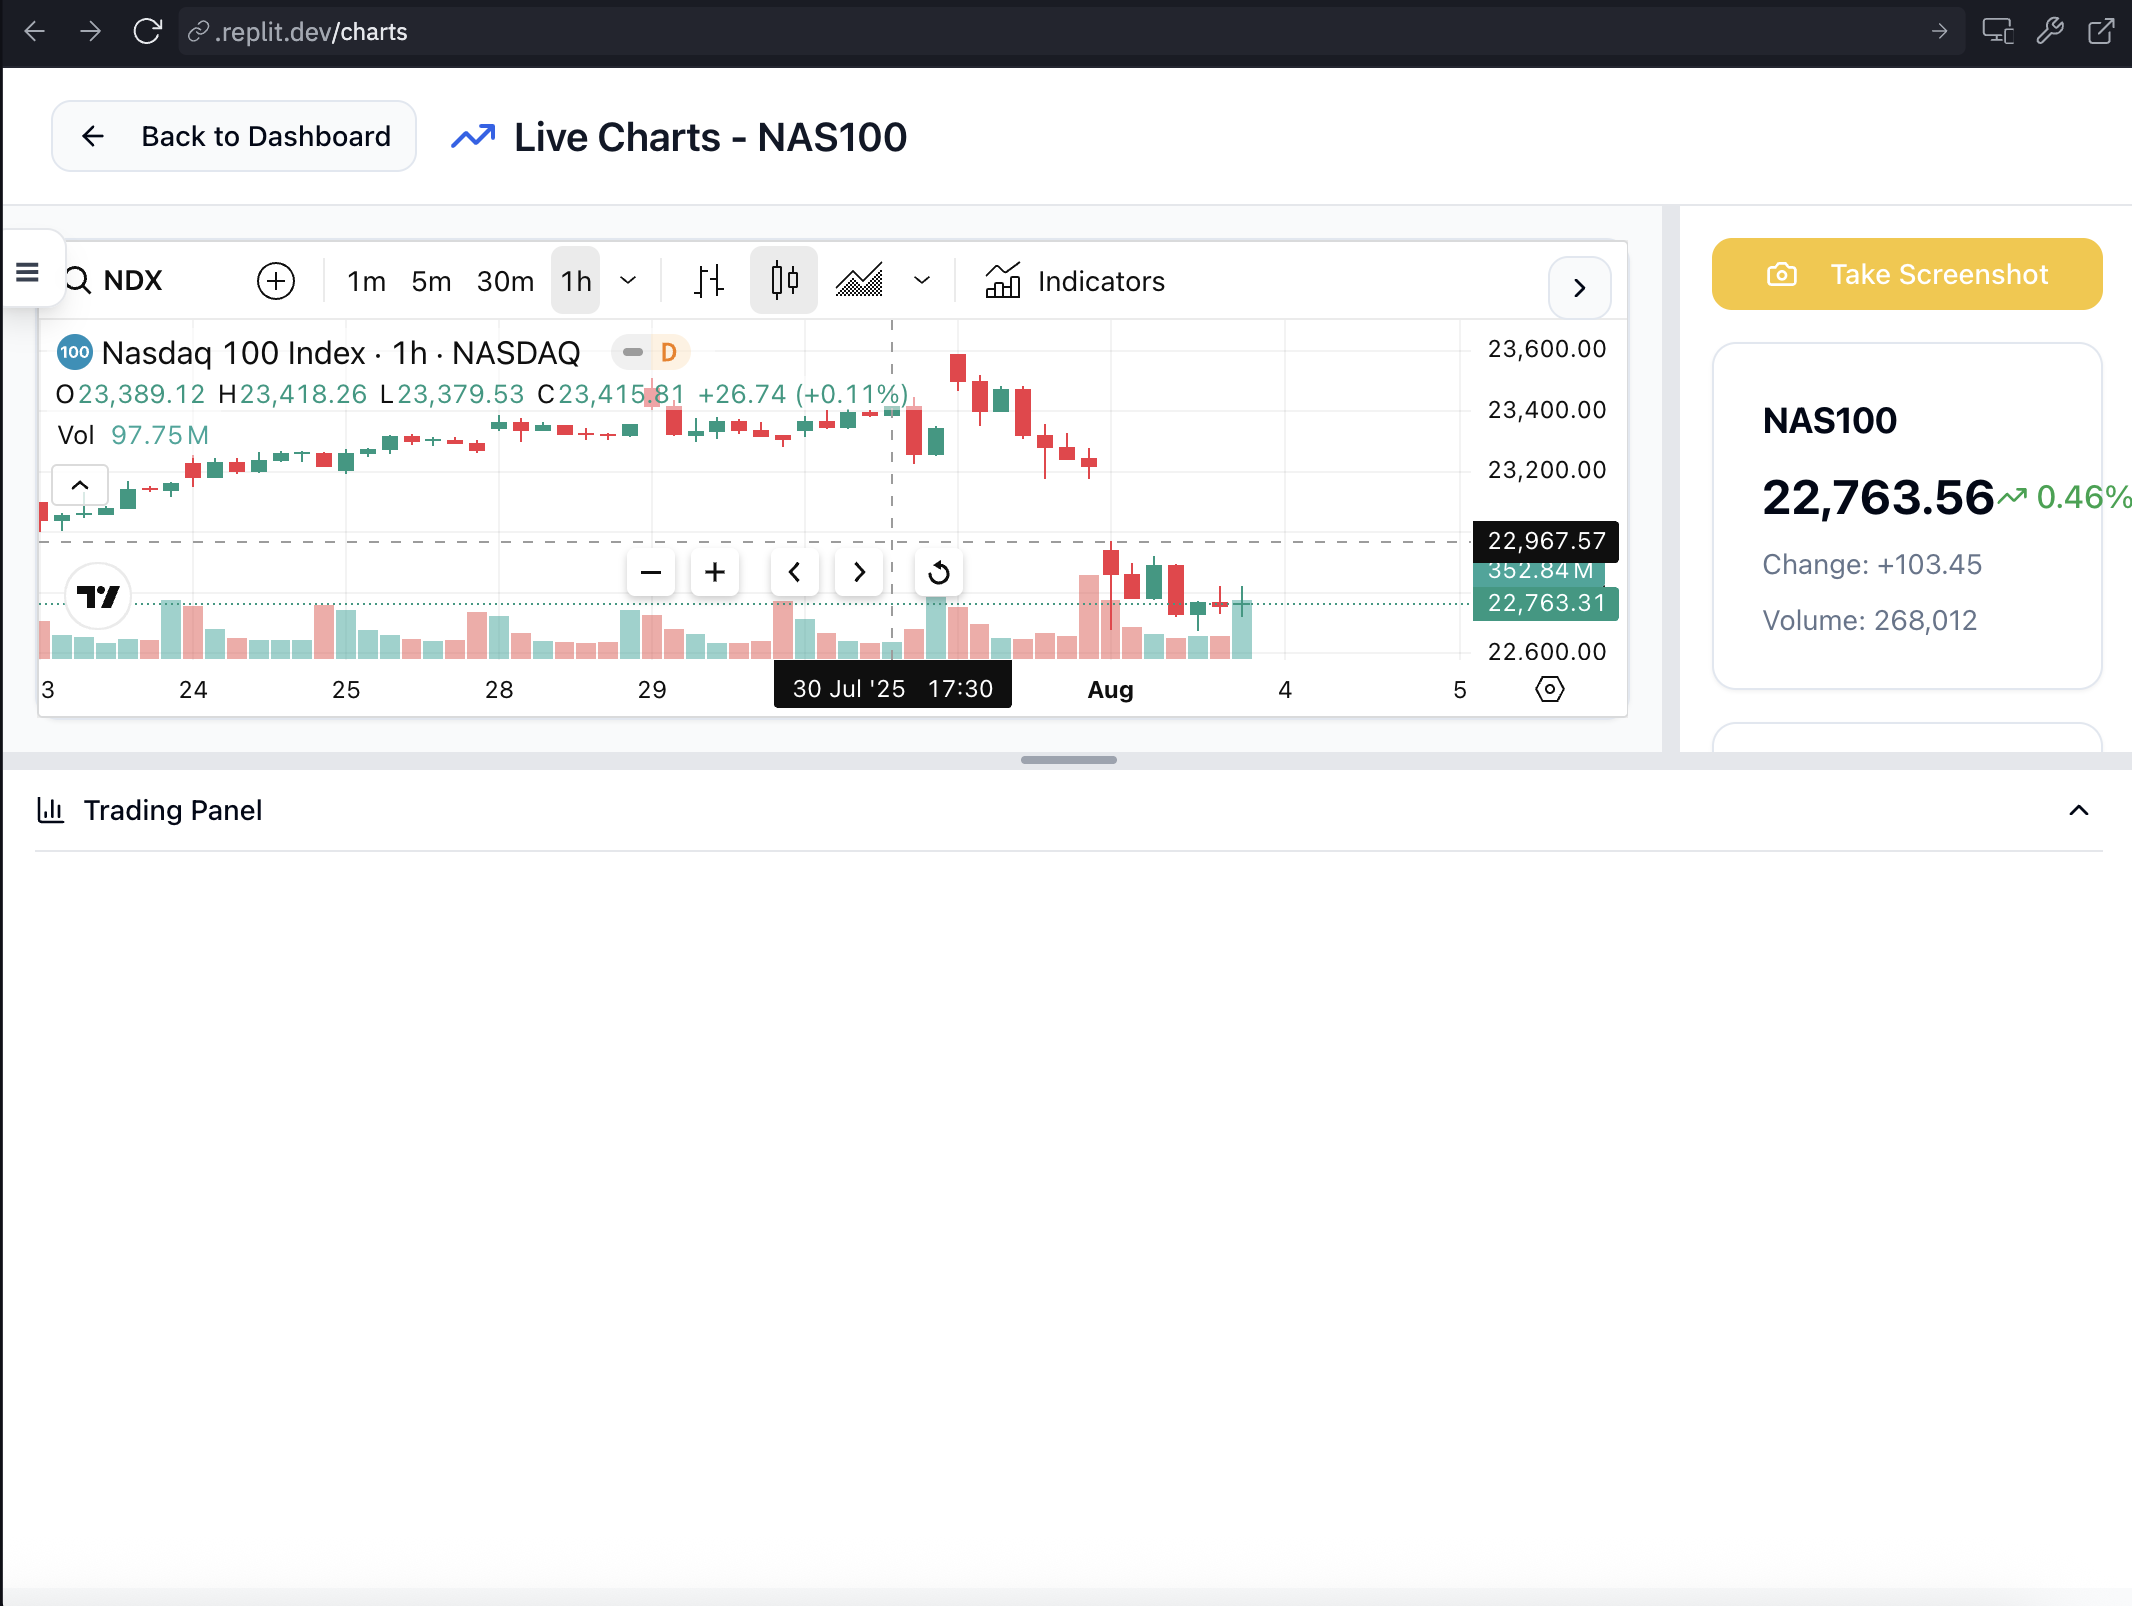 .replit.dev/charts
Back to Dashboard
Live Charts - NAS100
NDX
1m 5m 30m 1h
Indicators
Take Screenshot
100 Nasdaq 100 Index · 1h · NASDAQ
D
O23,389.12 H23,418.26 L23,379.53 C23,415.81 +26.74 (+0.11%)
Vol 97.75M
23,600.00
23,400.00
23,200.00
22,967.57
352.84M
22,763.31
22,600.00
3 24 25 28 29 30 Jul '25 17:30 Aug 4 5
NAS100
22,763.56 0.46%
Change: +103.45
Volume: 268,012
Trading Panel